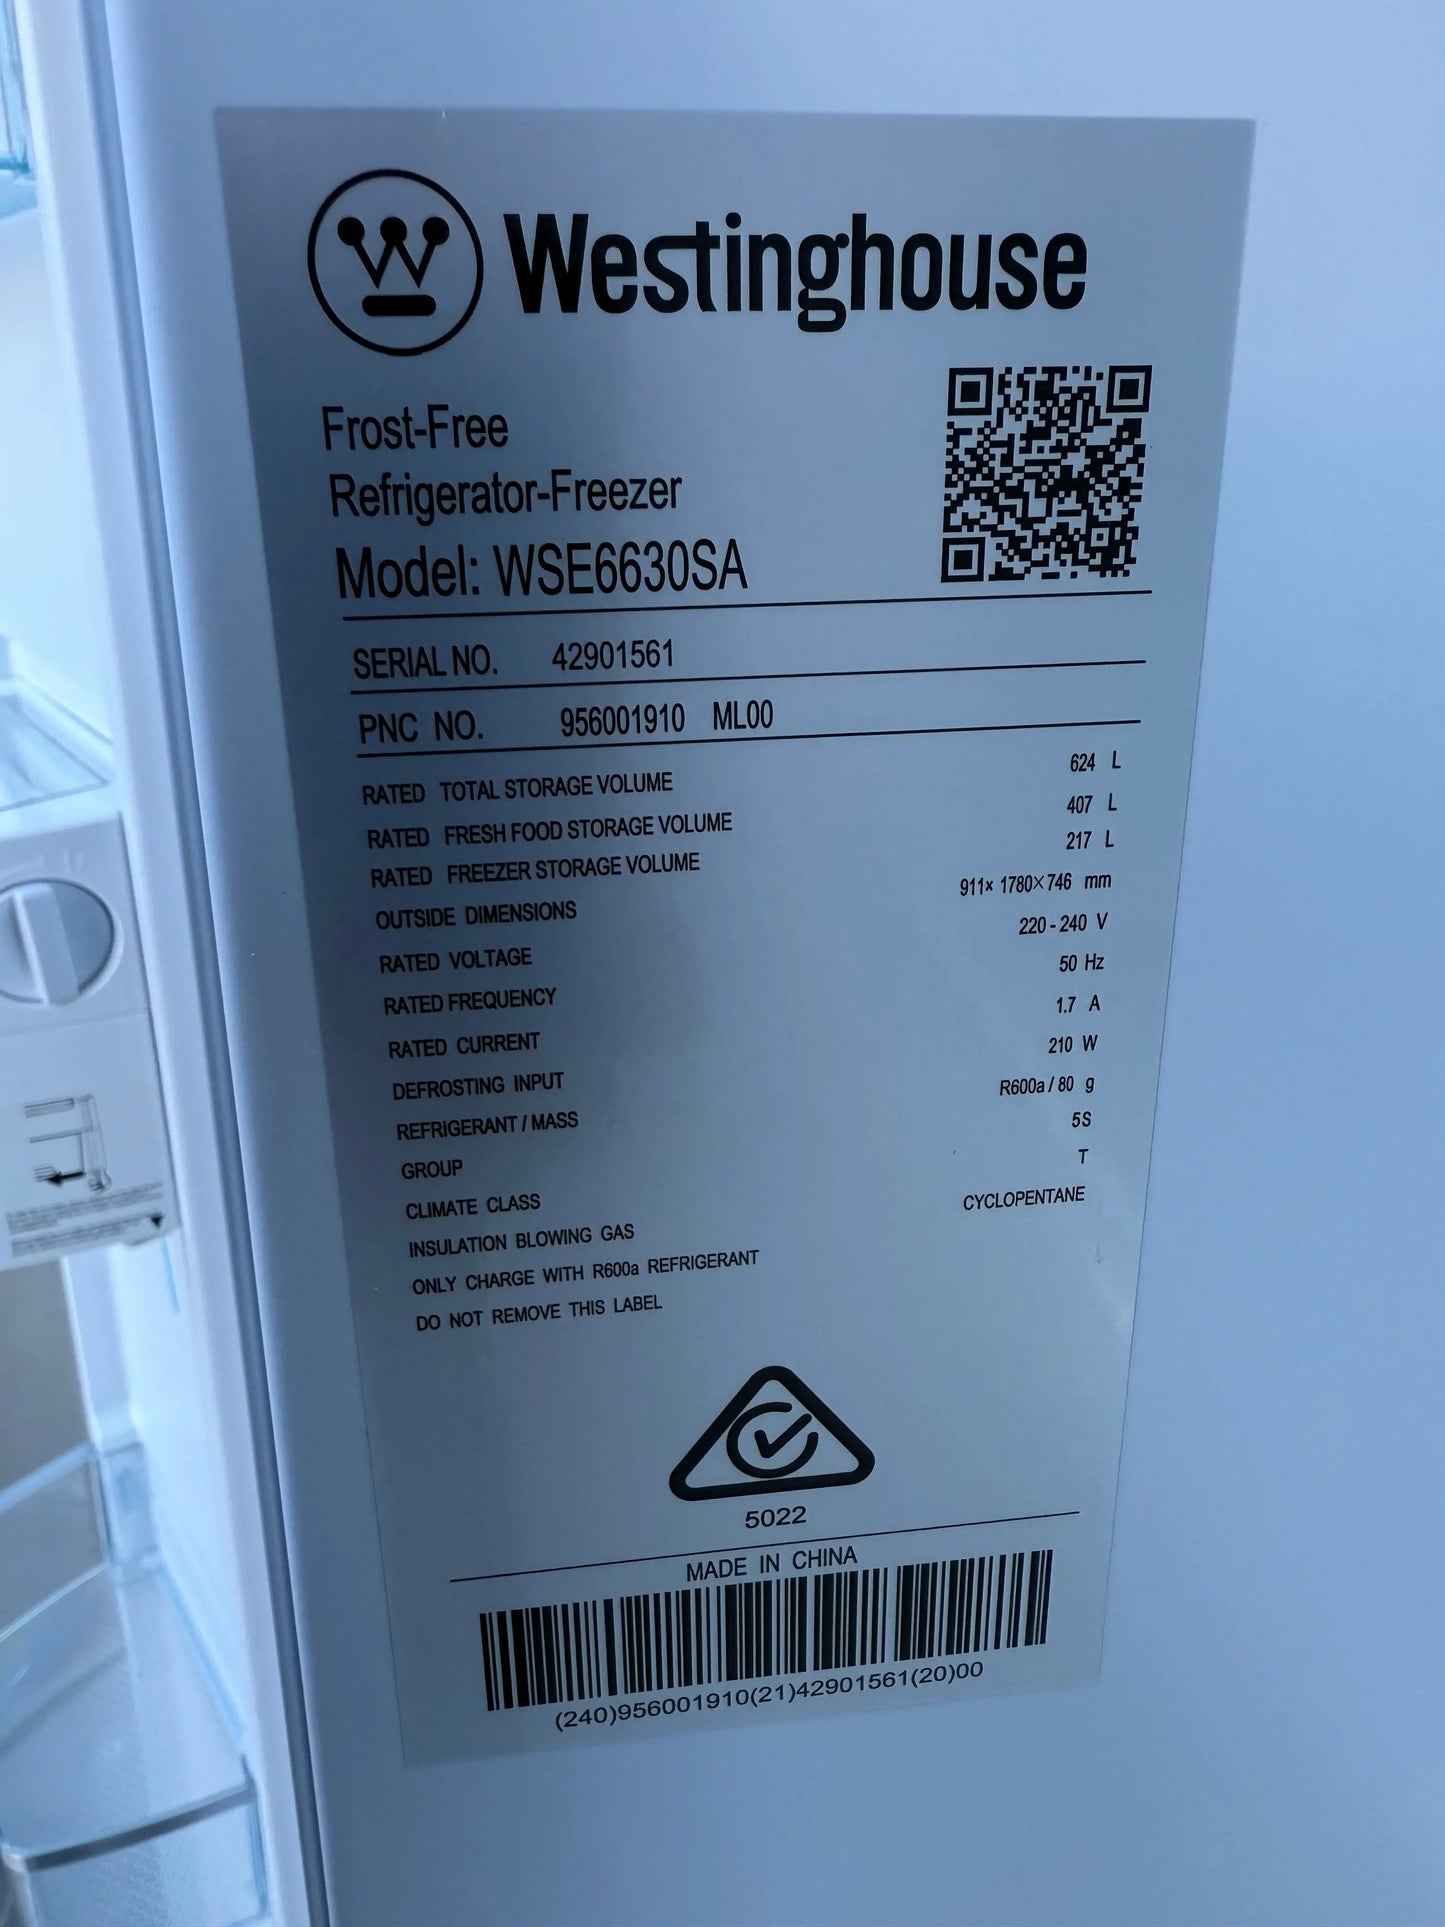 Westinghouse
Frost-Free
Refrigerator-Freezer
Model: WSE6630SA
SERIAL NO. 42901561
PNC NO. 956001910 ML00
RATED TOTAL STORAGE VOLUME 624 L
RATED FRESH FOOD STORAGE VOLUME 407 L
RATED FREEZER STORAGE VOLUME 217 L
OUTSIDE DIMENSIONS 911× 1780×746 mm
RATED VOLTAGE 220-240 V
RATED FREQUENCY 50 Hz
RATED CURRENT 1.7 A
DEFROSTING INPUT 210 W
REFRIGERANT / MASS R600a / 80 g
GROUP 5S
CLIMATE CLASS T
INSULATION BLOWING GAS CYCLOPENTANE
ONLY CHARGE WITH R600a REFRIGERANT
DO NOT REMOVE THIS LABEL
5022
MADE IN CHINA
(240)956001910(21)42901561(20)00